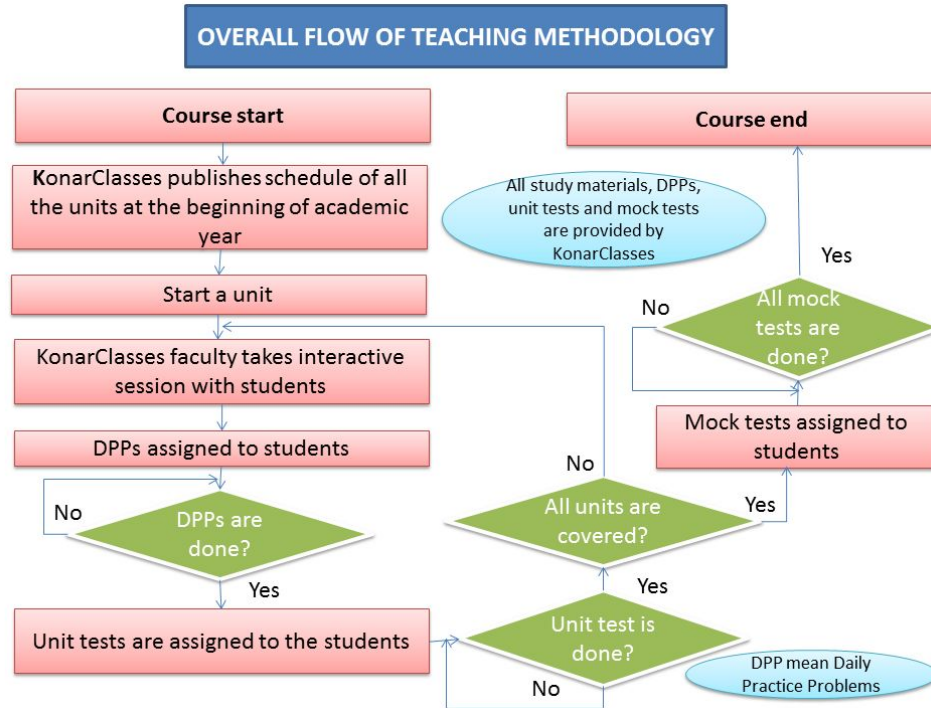 OVERALL FLOW OF TEACHING METHODOLOGY
Course start
KonarClasses publishes schedule of all
the units at the beginning of academic
year
Start a unit
KonarClasses faculty takes interactive
session with students
DPPs assigned to students
No
DPPs are
done?
Yes
Unit tests are assigned to the students
Unit test is
done?
No
Yes
All units are
covered?
No
Yes
Mock tests assigned to
students
All mock
tests are
done?
No
Yes
Course end
All study materials, DPPs,
unit tests and mock tests
are provided by
KonarClasses
DPP mean Daily
Practice Problems